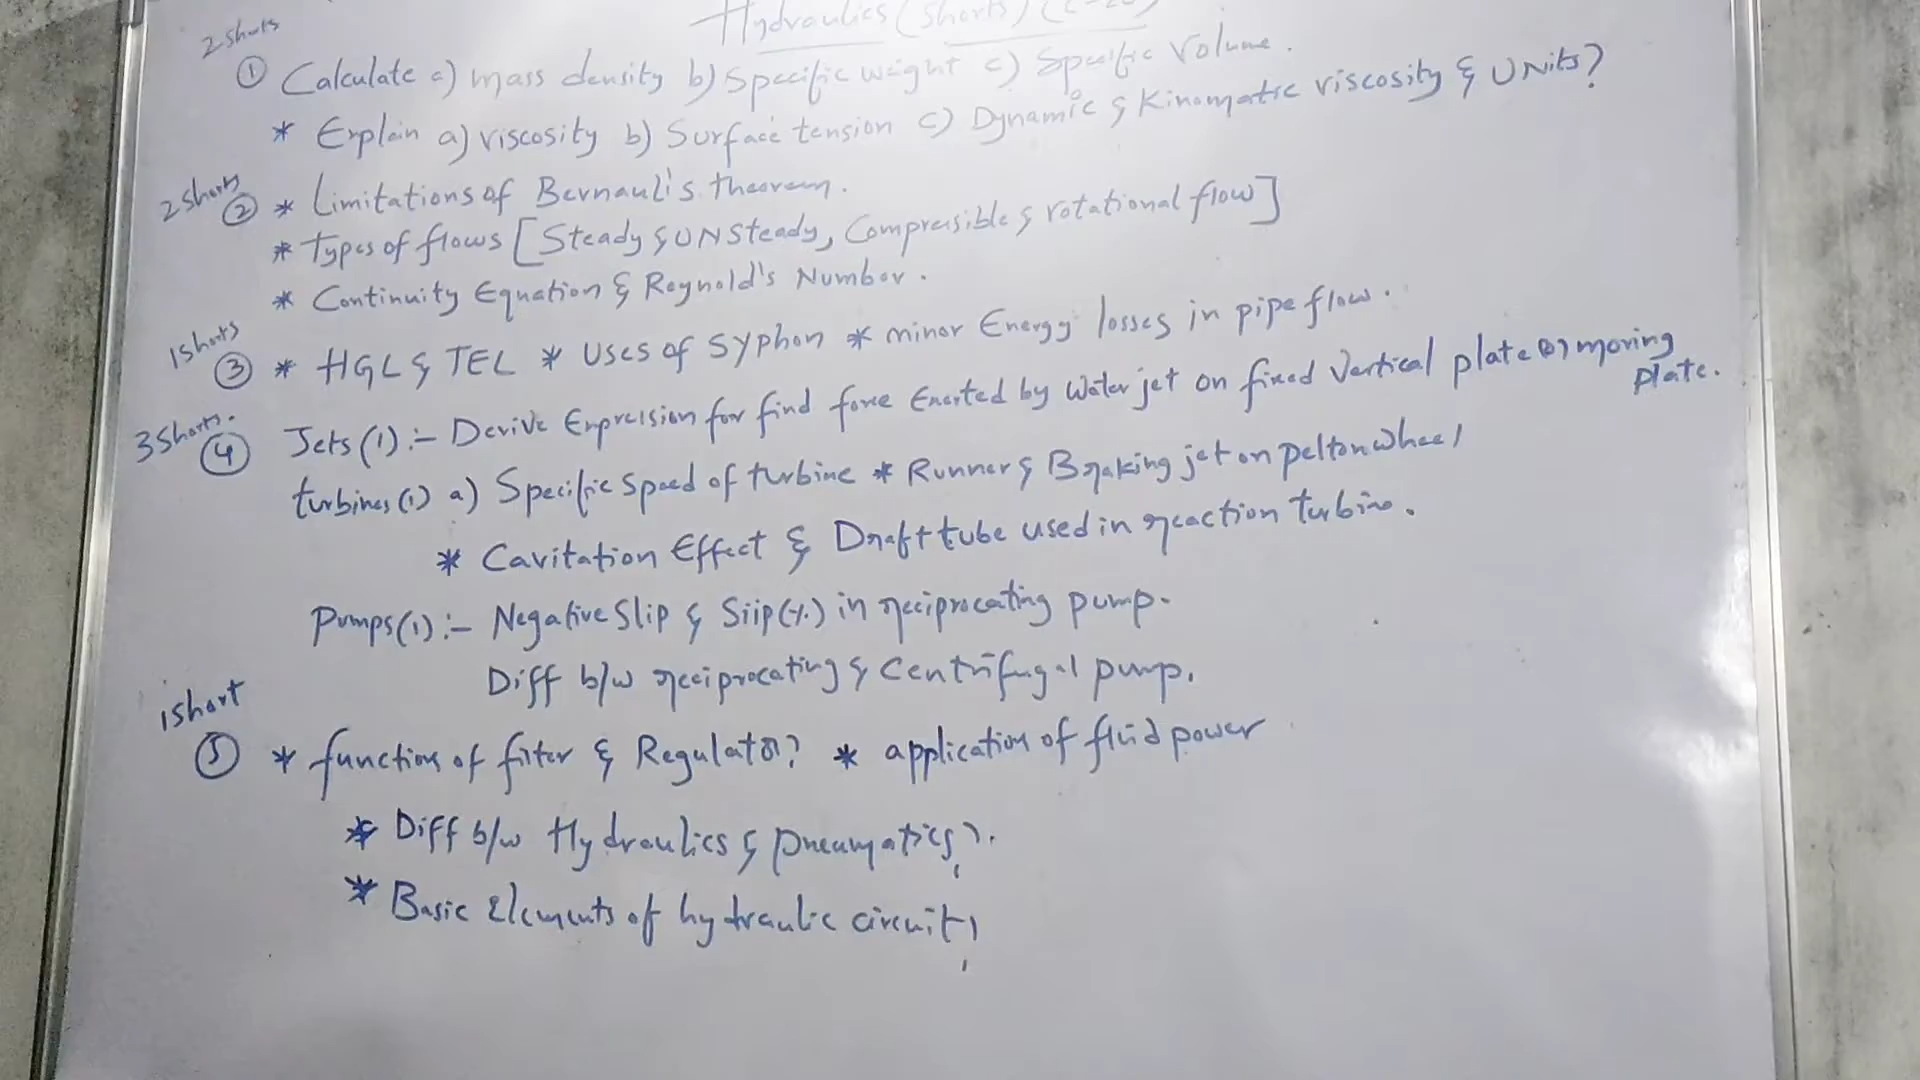 Hydraulics (Shorts) (C-20)
2 Shorts
① Calculate a) mass density b) Specific weight c) Specific Volume.
* Explain a) viscosity b) Surface tension c) Dynamic & Kinamatic viscosity & UNits?
2 Shorts
② * Limitations of Bernauli's theorem.
* Types of flows [Steady & UNSteady, Compressible & rotational flow]
* Continuity Equation & Reynold's Number.
1 Shorts
③ * HGL & TEL * Uses of Syphon * minor Energy losses in pipe flow.
3 Shorts.
④ Jets (1) :- Derive Expression for find force Exerted by Water jet on fixed Vertical plate or moving plate.
turbines (1) a) Specific Speed of turbine * Runner & Braking jet on pelton wheel
* Cavitation Effect & Draft tube used in reaction turbine.
Pumps (1) :- Negative Slip & Slip (%) in reciprocating pump.
Diff b/w reciprocating & Centrifugal pump.
1 short
⑤ * function of filter & Regulator? * application of fluid power
* Diff b/w Hydraulics & pneumatics?.
* Basic Elements of hydraulic circuit,